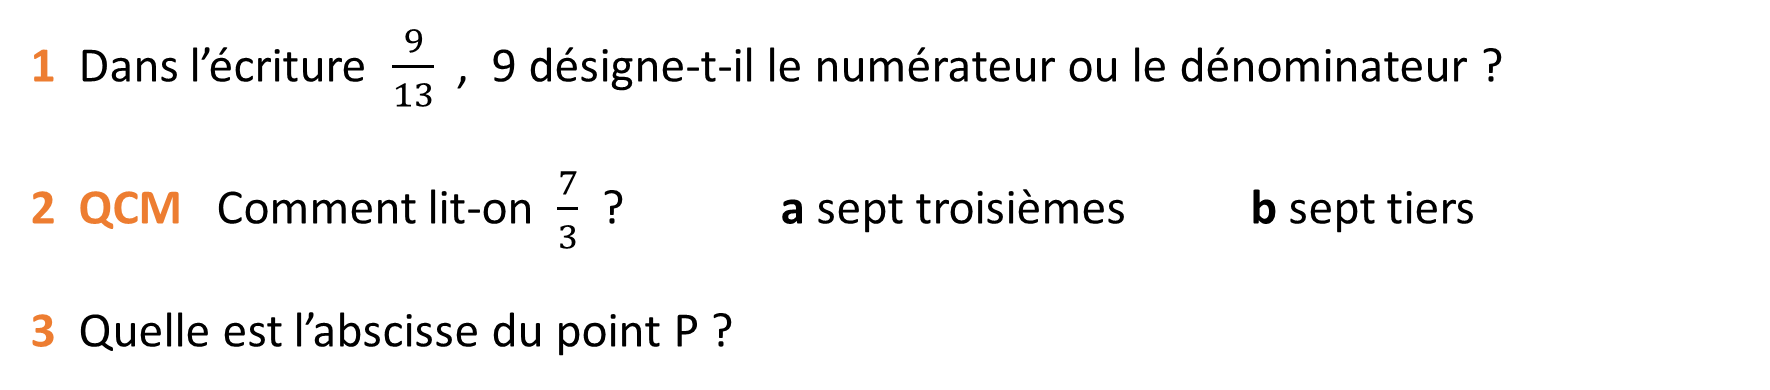 1 Dans l’écriture 9/13 , 9 désigne-t-il le numérateur ou le dénominateur ?
2 QCM Comment lit-on 7/3 ? a sept troisièmes b sept tiers
3 Quelle est l’abscisse du point P ?